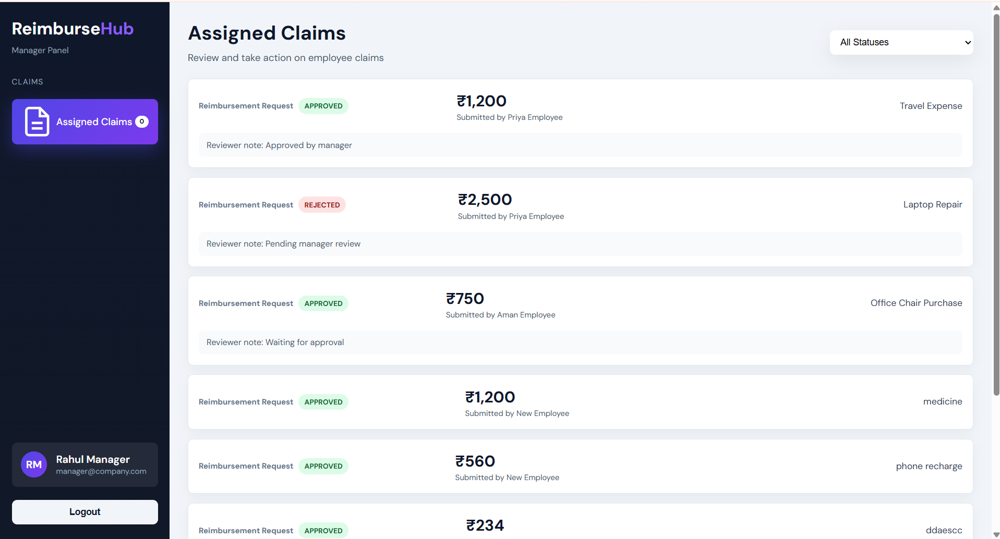 ReimburseHub
Manager Panel
CLAIMS
Assigned Claims 0
RM
Rahul Manager
manager@company.com
Logout
Assigned Claims
Review and take action on employee claims
All Statuses
Reimbursement Request APPROVED
₹1,200
Submitted by Priya Employee
Travel Expense
Reviewer note: Approved by manager
Reimbursement Request REJECTED
₹2,500
Submitted by Priya Employee
Laptop Repair
Reviewer note: Pending manager review
Reimbursement Request APPROVED
₹750
Submitted by Aman Employee
Office Chair Purchase
Reviewer note: Waiting for approval
Reimbursement Request APPROVED
₹1,200
Submitted by New Employee
medicine
Reimbursement Request APPROVED
₹560
Submitted by New Employee
phone recharge
Reimbursement Request APPROVED
₹234
ddaescc